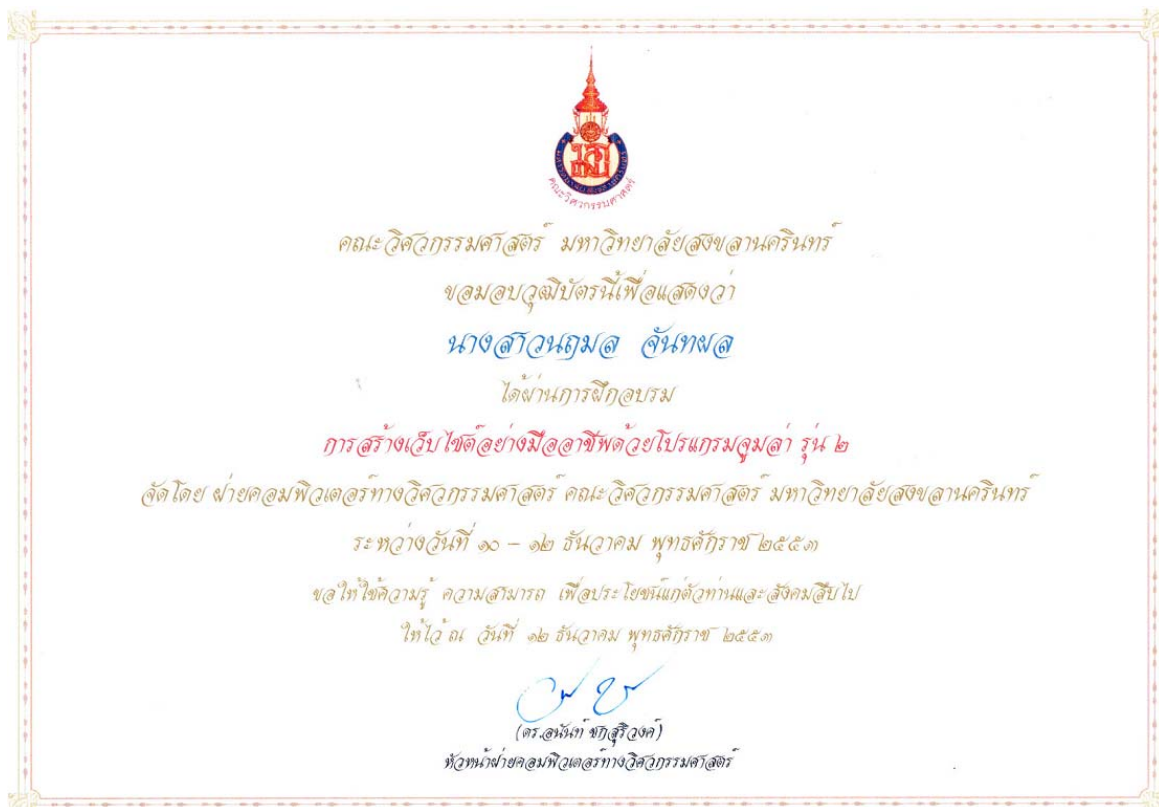 คณะวิศวกรรมศาสตร์
คณะวิศวกรรมศาสตร์ มหาวิทยาลัยสงขลานครินทร์
ขอมอบวุฒิบัตรนี้เพื่อแสดงว่า
นางสาวนฤมล จันทผล
ได้ผ่านการฝึกอบรม
การสร้างเว็บไซต์อย่างมืออาชีพด้วยโปรแกรมจูมล่า รุ่น ๒
จัดโดย ฝ่ายคอมพิวเตอร์ทางวิศวกรรมศาสตร์ คณะวิศวกรรมศาสตร์ มหาวิทยาลัยสงขลานครินทร์
ระหว่างวันที่ ๑๐ – ๑๒ ธันวาคม พุทธศักราช ๒๕๕๓
ขอให้ใช้ความรู้ ความสามารถ เพื่อประโยชน์แก่ตัวท่านและสังคมสืบไป
ให้ไว้ ณ วันที่ ๑๒ ธันวาคม พุทธศักราช ๒๕๕๓
(ดร.อนันท์ ชกสุริวงค์)
หัวหน้าฝ่ายคอมพิวเตอร์ทางวิศวกรรมศาสตร์